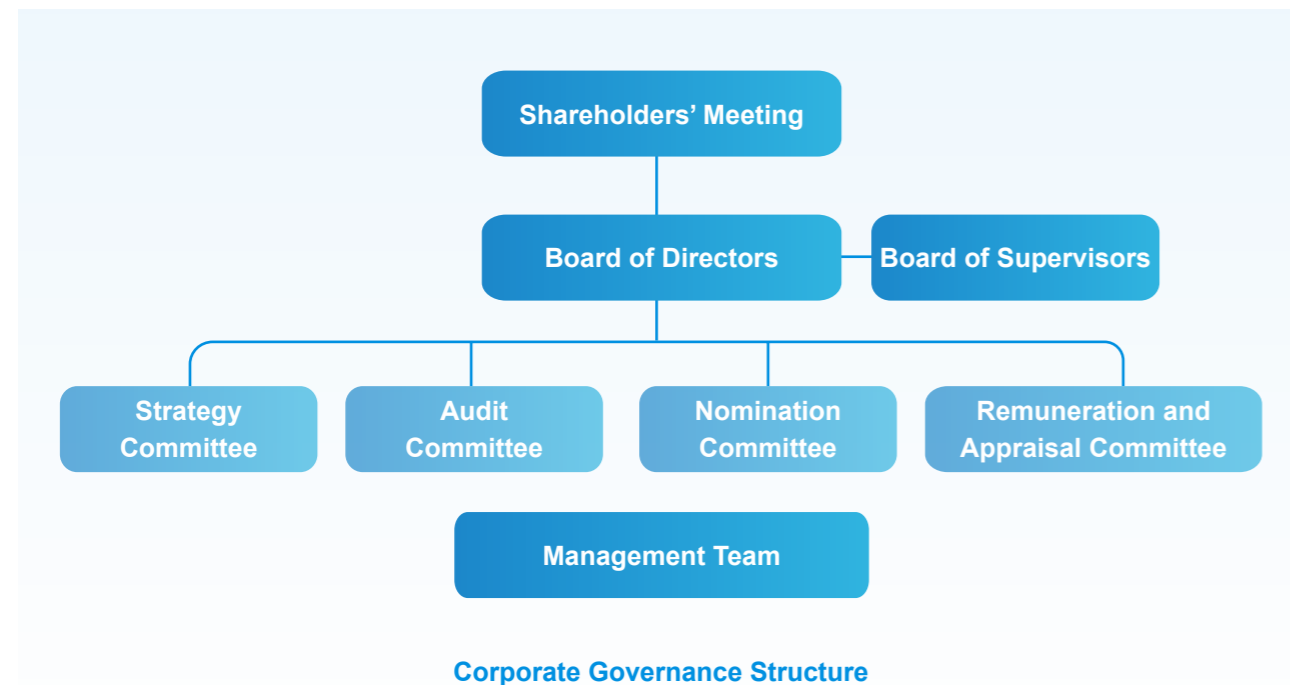 Shareholders’ Meeting
Board of Directors
Board of Supervisors
Strategy
Committee
Audit
Committee
Nomination
Committee
Remuneration and
Appraisal Committee
Management Team
Corporate Governance Structure